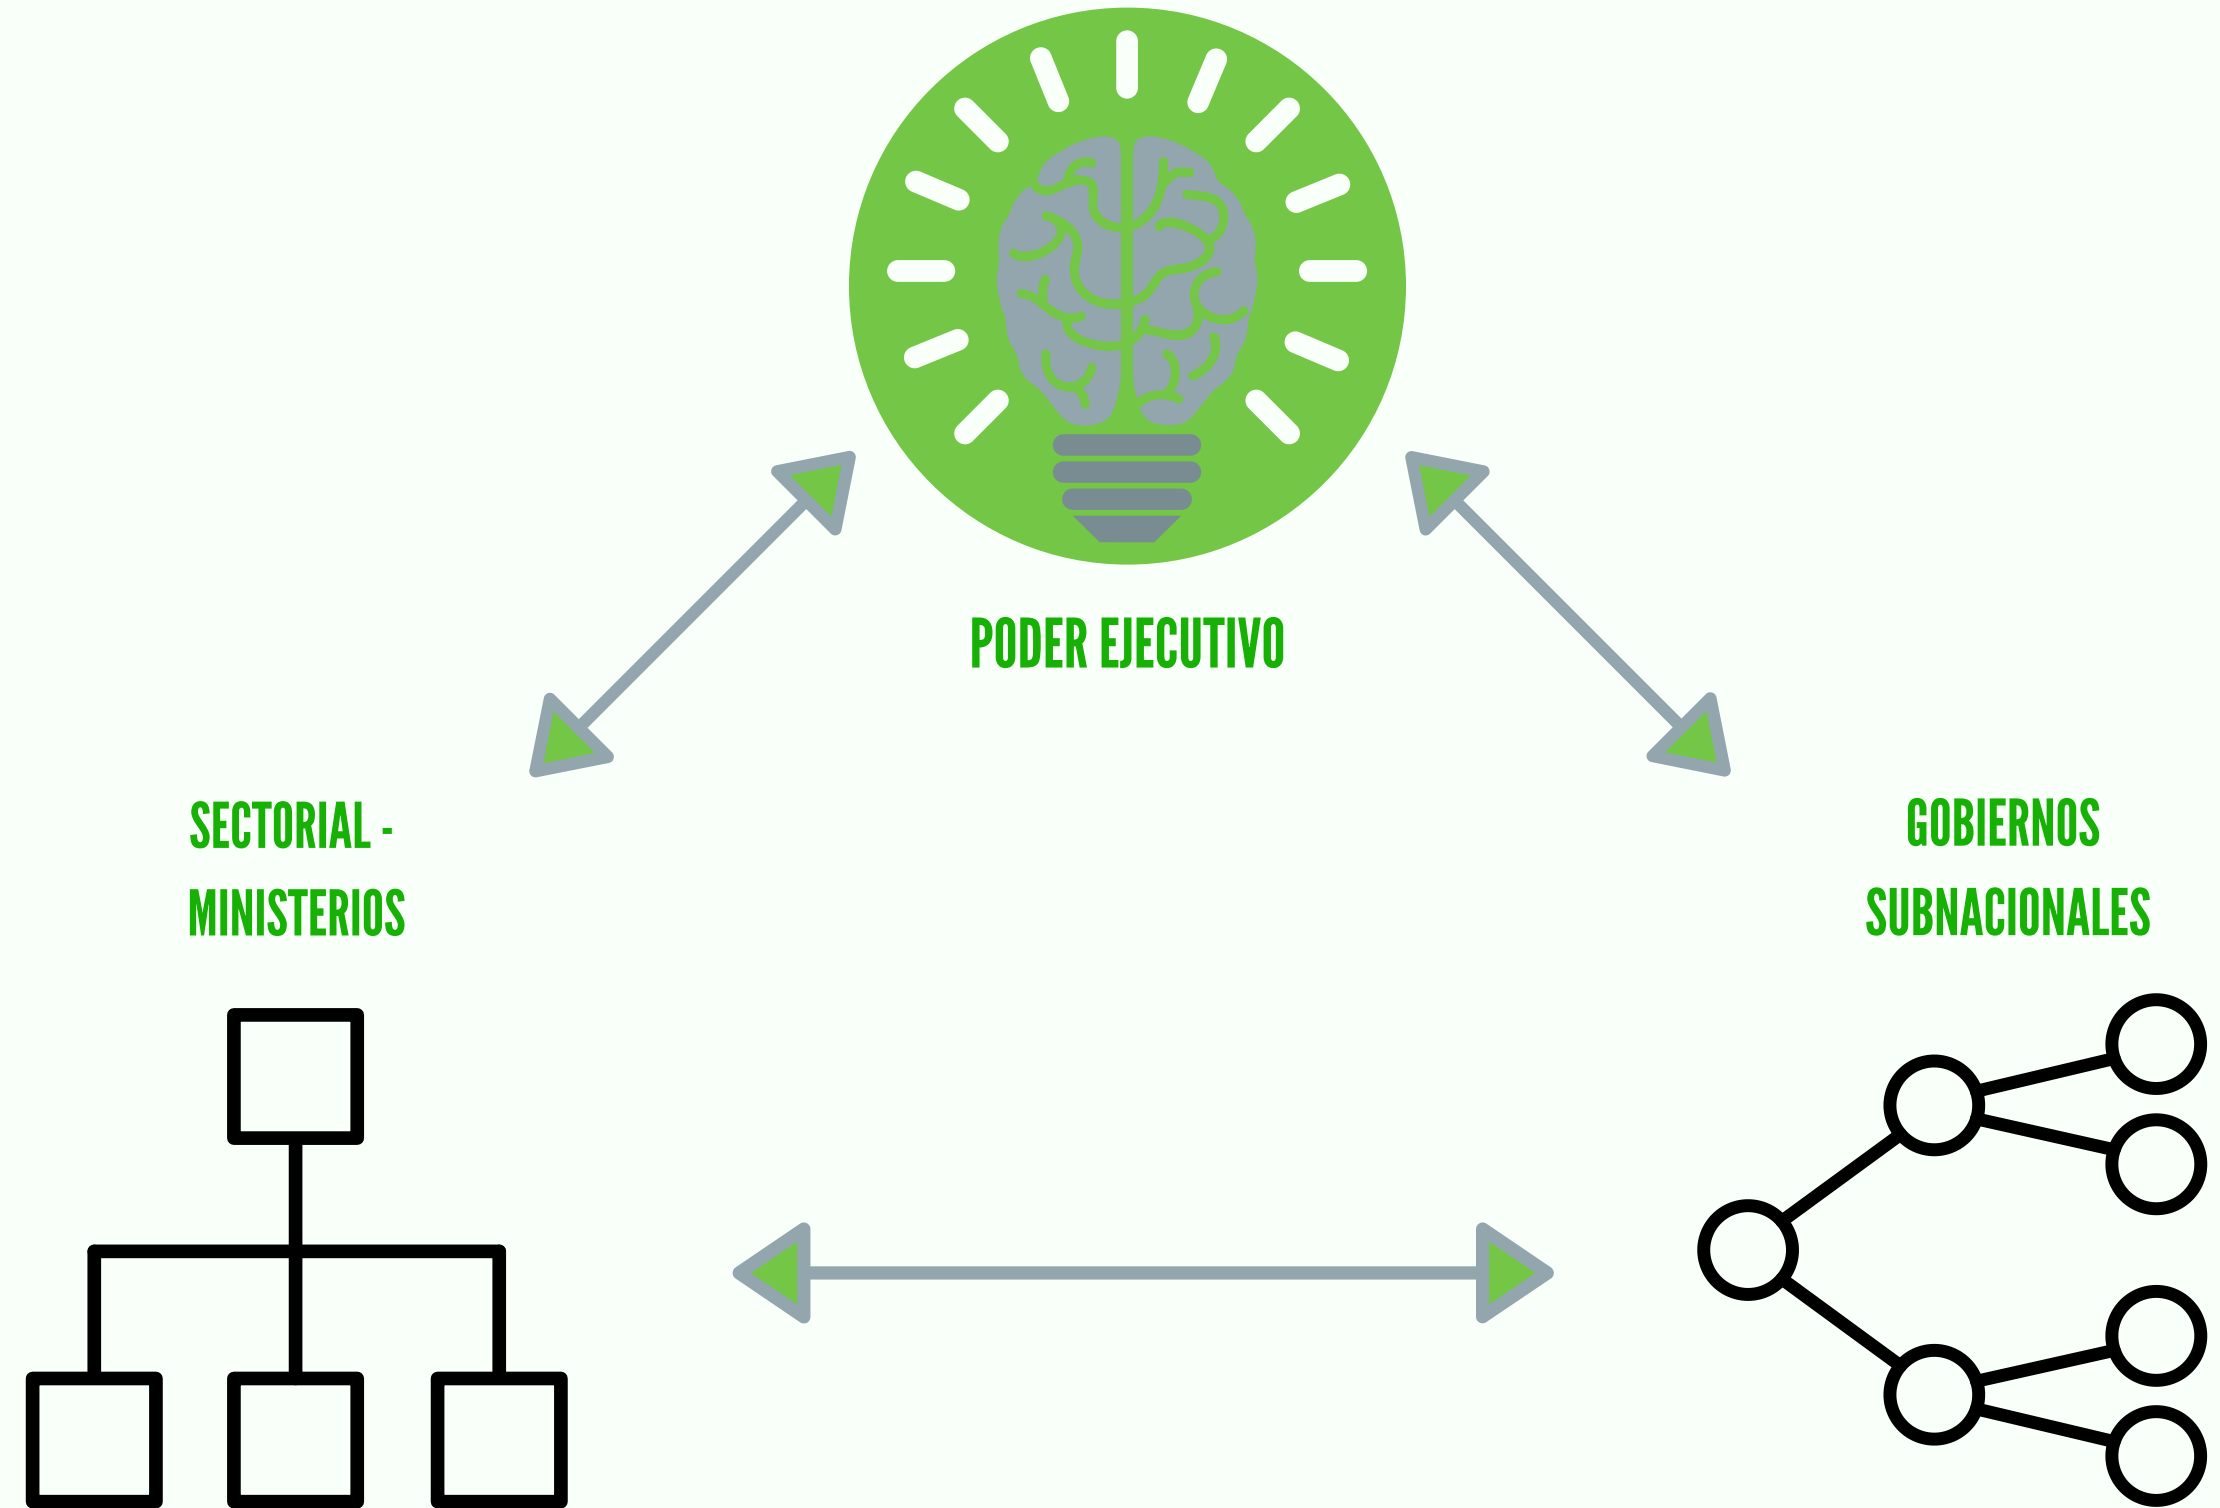 PODER EJECUTIVO
SECTORIAL -
MINISTERIOS
GOBIERNOS
SUBNACIONALES